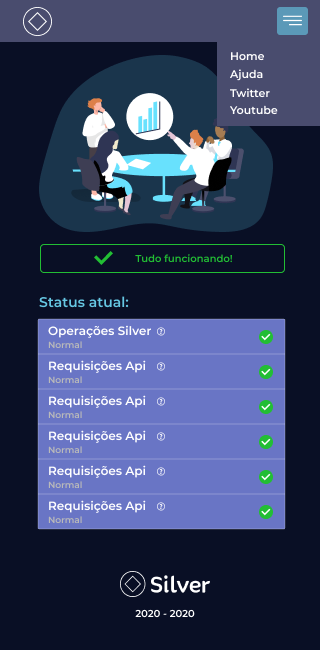 Home
Ajuda
Twitter
Youtube
Tudo funcionando!
Status atual:
Operações Silver ?
Normal
Requisições Api ?
Normal
Requisições Api ?
Normal
Requisições Api ?
Normal
Requisições Api ?
Normal
Requisições Api ?
Normal
Silver
2020 - 2020